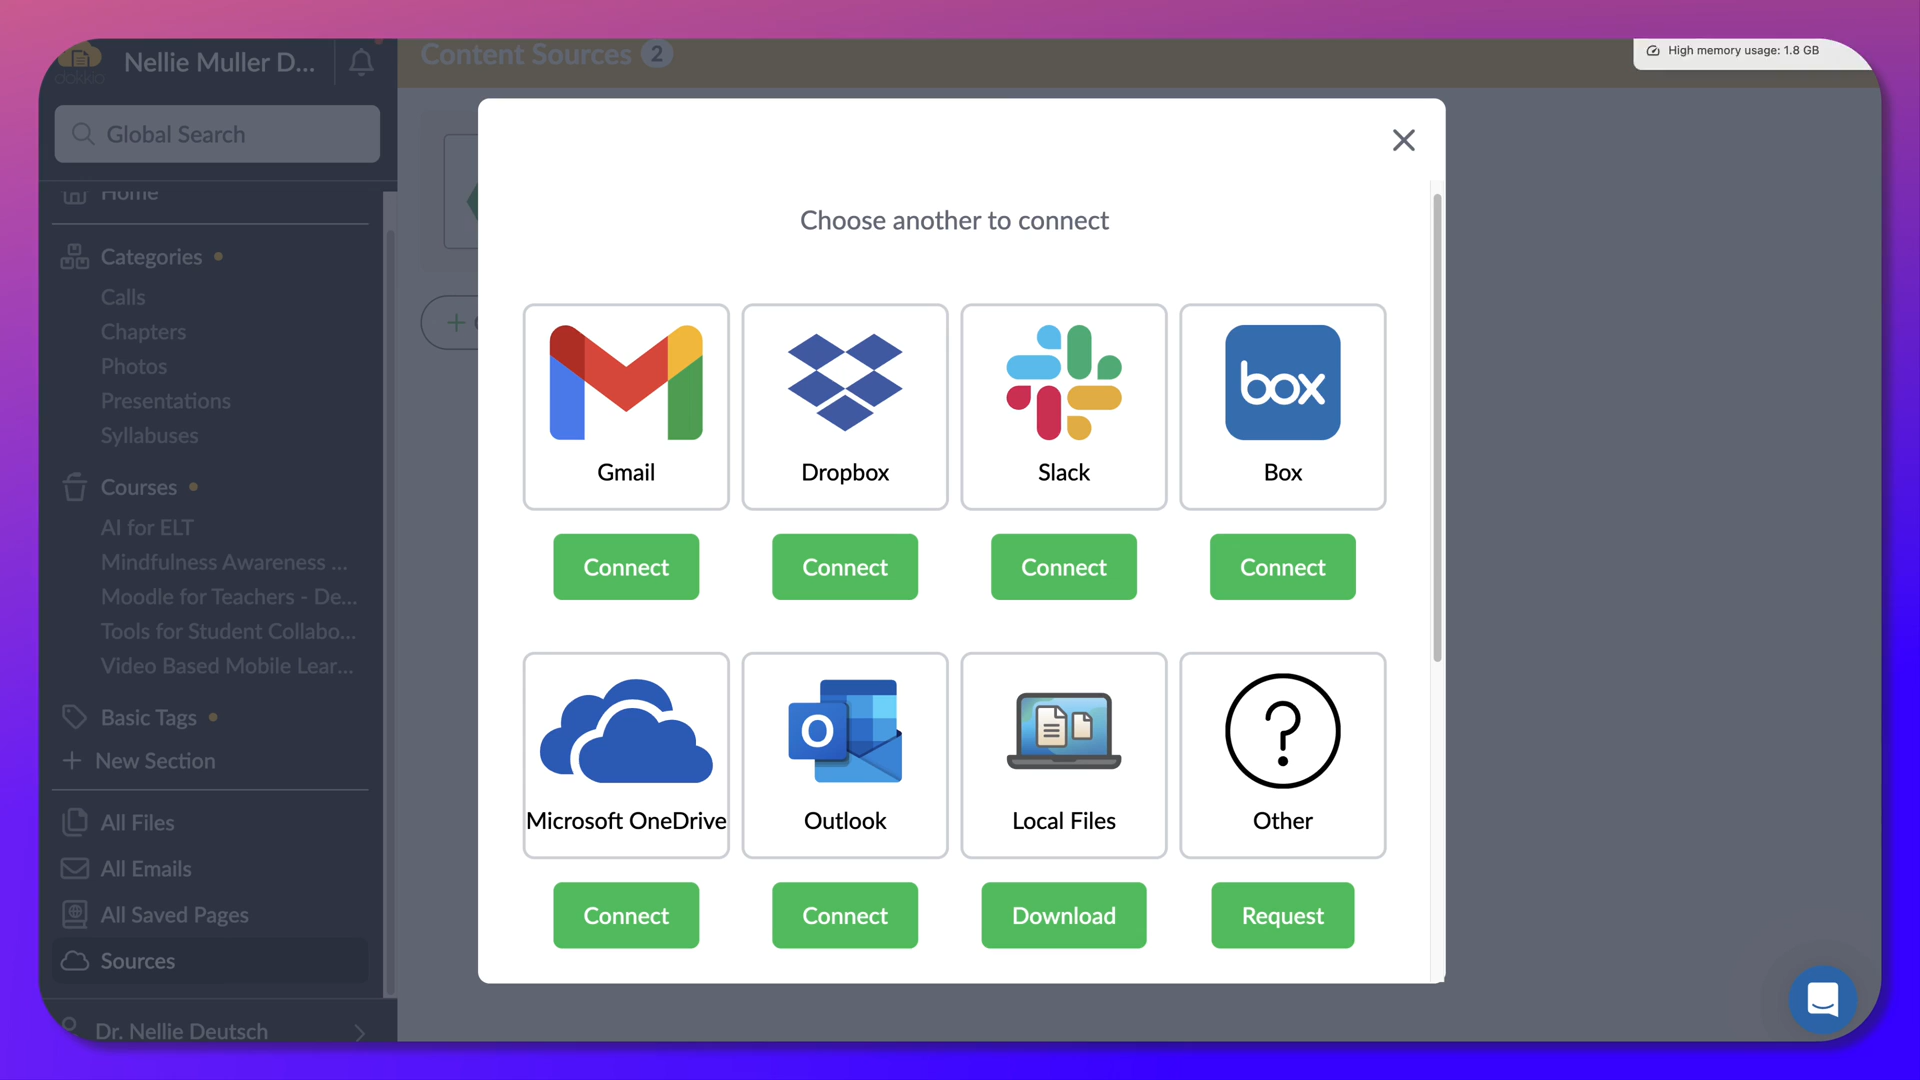 dokkio
Nellie Muller D...
Content Sources 2
High memory usage: 1.8 GB
Global Search
Home
Categories
Calls
Chapters
Photos
Presentations
Syllabuses
Courses
AI for ELT
Mindfulness Awareness ...
Moodle for Teachers - De...
Tools for Student Collabo...
Video Based Mobile Lear...
Basic Tags
+ New Section
All Files
All Emails
All Saved Pages
Sources
Dr. Nellie Deutsch
Choose another to connect
box
Gmail
Dropbox
Slack
Box
Connect
Connect
Connect
Connect
O
Microsoft OneDrive
Outlook
Local Files
Other
Connect
Connect
Download
Request